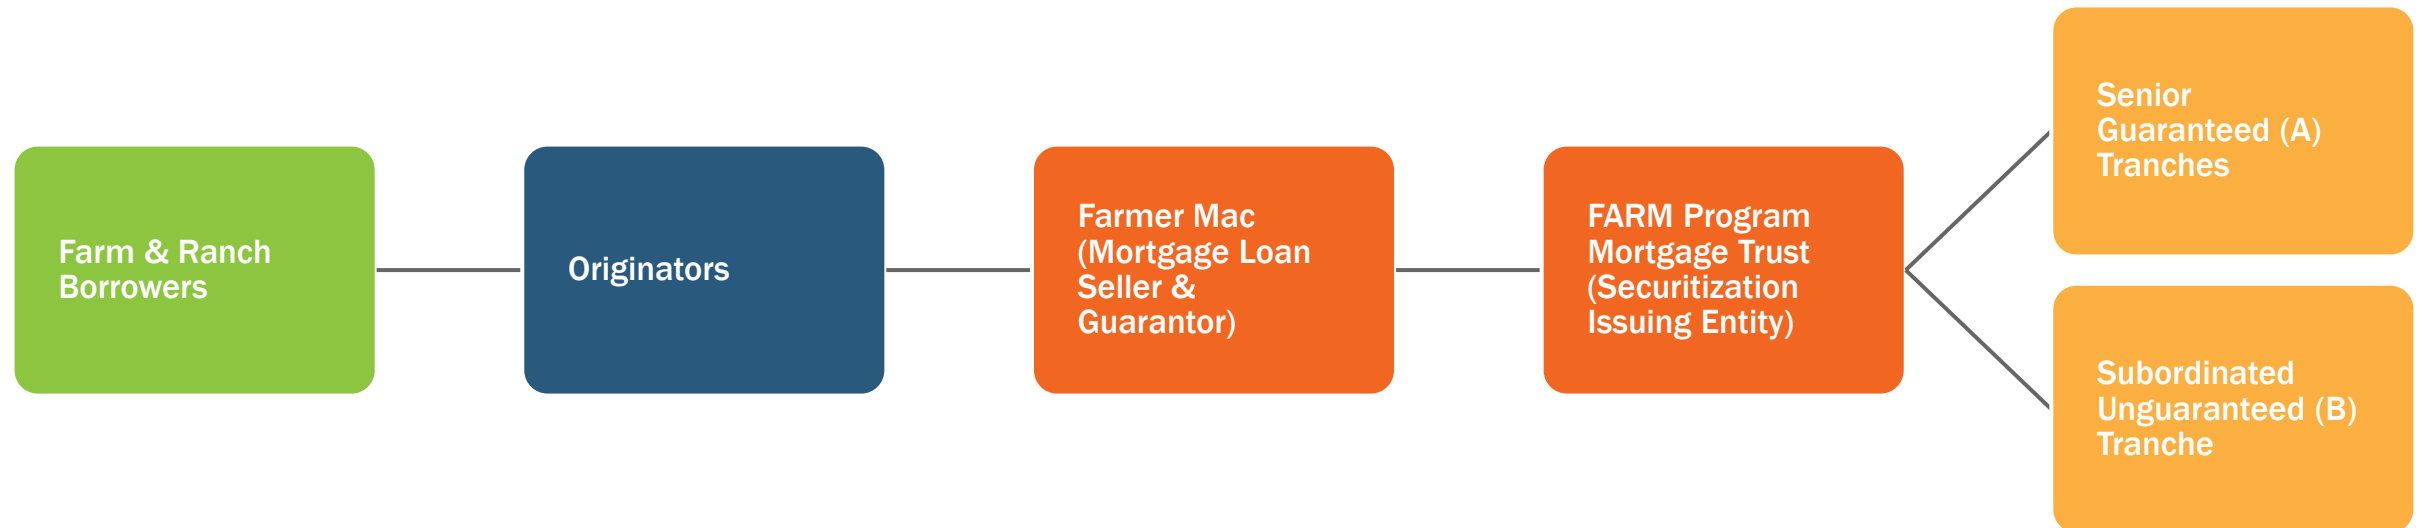 Farm & Ranch
Borrowers
Originators
Farmer Mac
(Mortgage Loan
Seller &
Guarantor)
FARM Program
Mortgage Trust
(Securitization
Issuing Entity)
Senior
Guaranteed (A)
Tranches
Subordinated
Unguaranteed (B)
Tranche